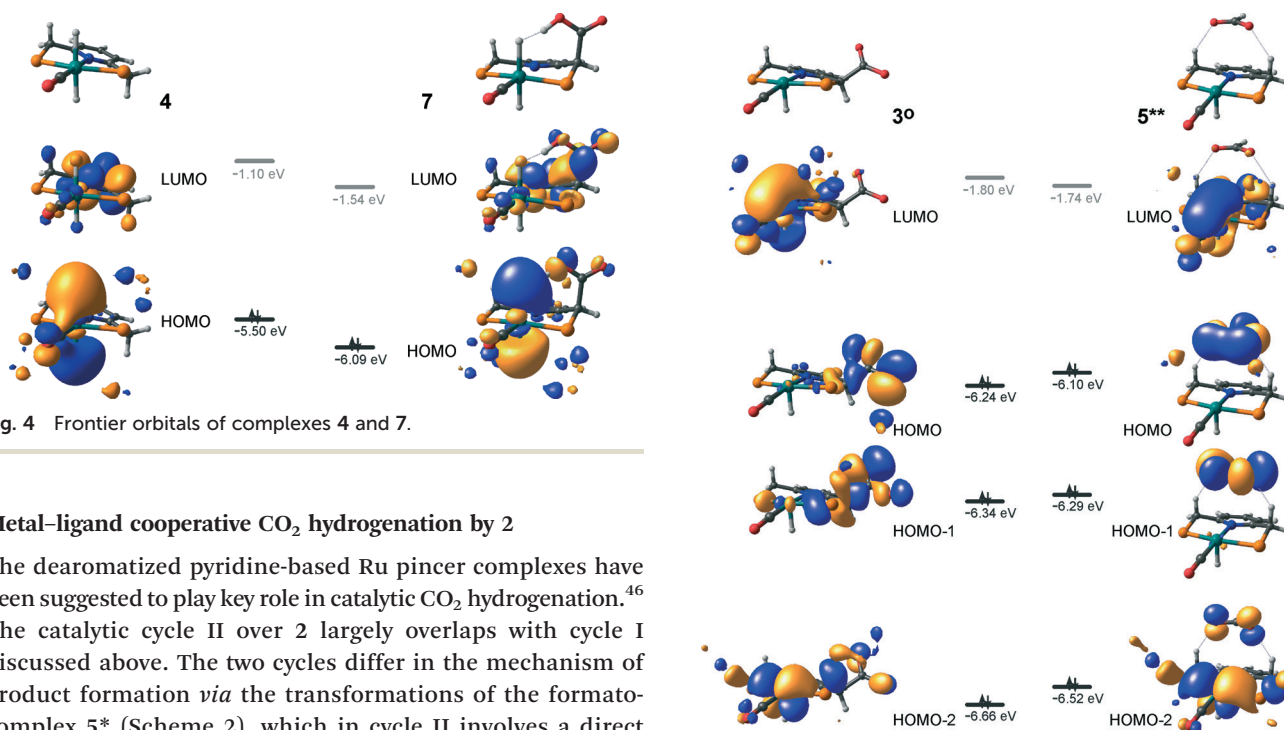 4
7
LUMO
-1.10 eV
-1.54 eV
LUMO
HOMO
-5.50 eV
-6.09 eV
HOMO
g. 4 Frontier orbitals of complexes 4 and 7.
etal–ligand cooperative CO₂ hydrogenation by 2
he dearomatized pyridine-based Ru pincer complexes have
een suggested to play key role in catalytic CO₂ hydrogenation.⁴⁶
he catalytic cycle II over 2 largely overlaps with cycle I
iscussed above. The two cycles differ in the mechanism of
roduct formation via the transformations of the formato-
omplex 5* (Scheme 2), which in cycle II involves a direct
3º
5**
LUMO
-1.80 eV
-1.74 eV
LUMO
HOMO
-6.24 eV
-6.10 eV
HOMO
HOMO-1
-6.34 eV
-6.29 eV
HOMO-1
HOMO-2
-6.66 eV
-6.52 eV
HOMO-2